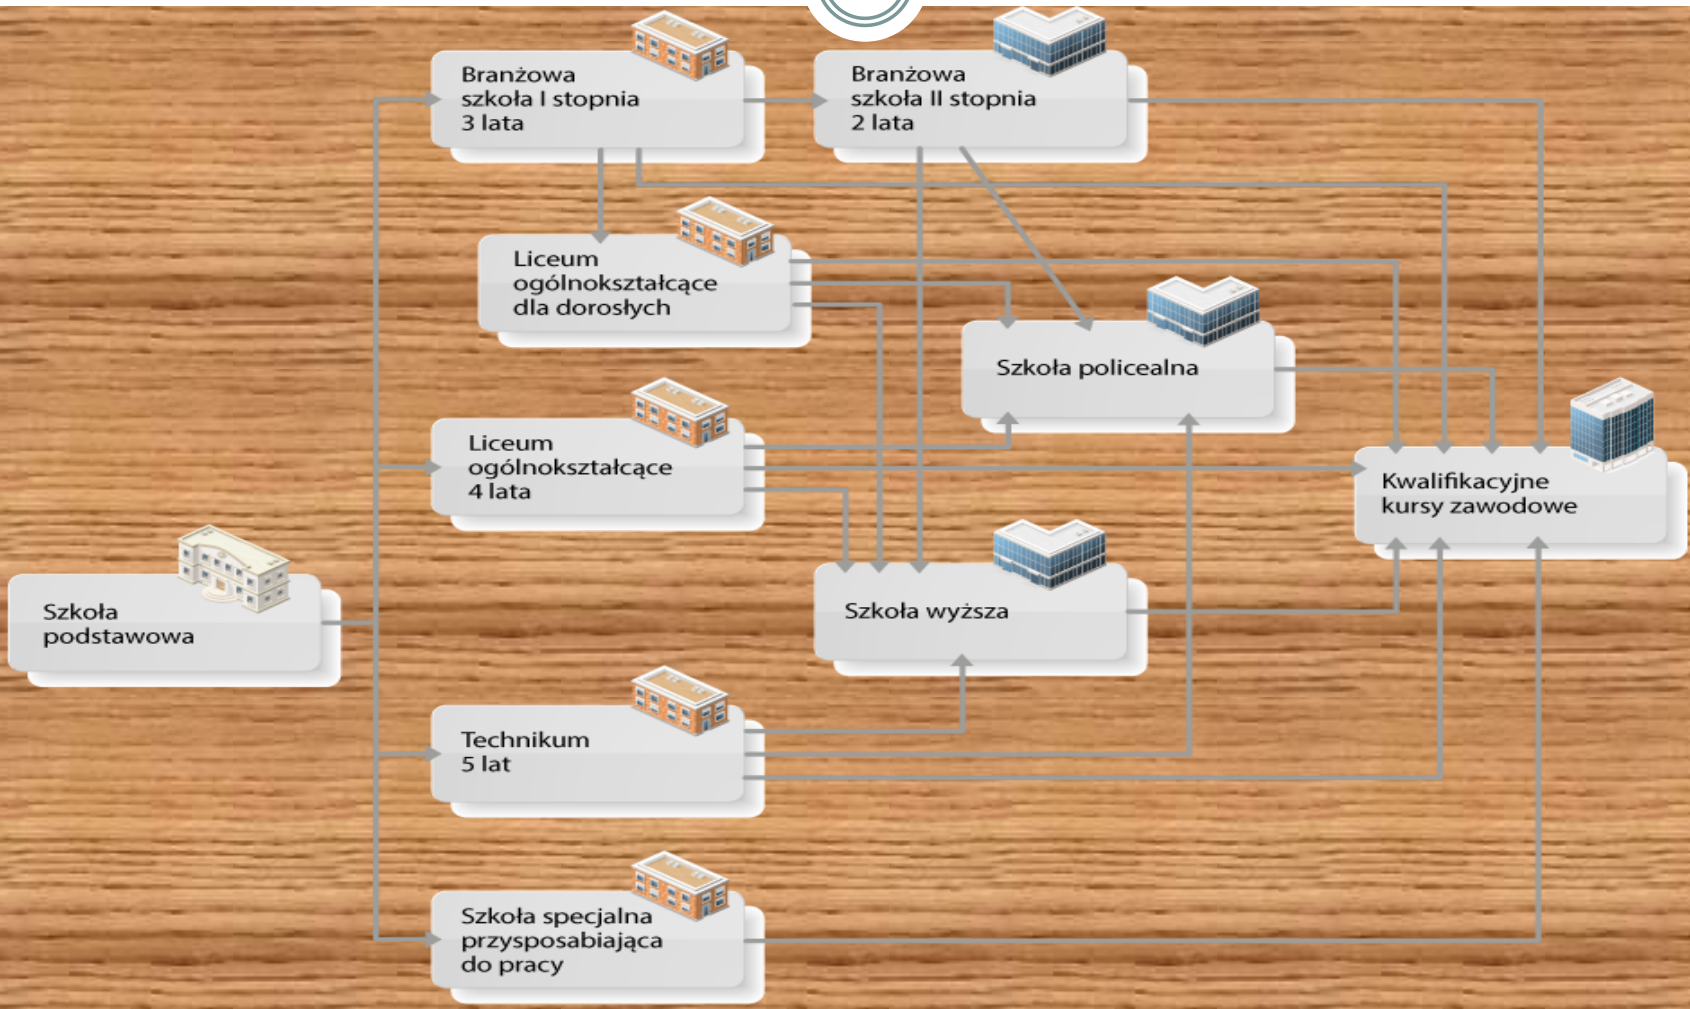 Branżowa
szkoła I stopnia
3 lata
Branżowa
szkoła II stopnia
2 lata
Liceum
ogólnokształcące
dla dorosłych
Szkoła policealna
Liceum
ogólnokształcące
4 lata
Kwalifikacyjne
kursy zawodowe
Szkoła
podstawowa
Szkoła wyższa
Technikum
5 lat
Szkoła specjalna
przysposabiająca
do pracy